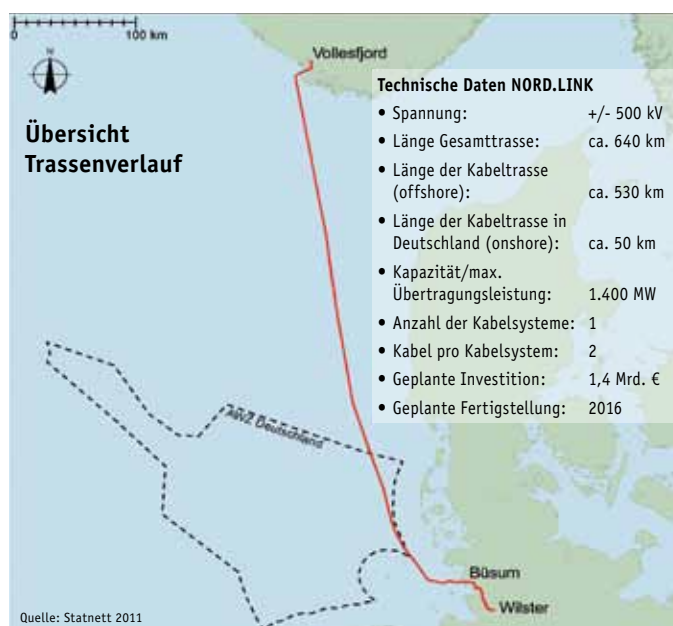 0 100 km
N
Vollesfjord
Übersicht
Trassenverlauf
Technische Daten NORD.LINK
• Spannung: +/- 500 kV
• Länge Gesamttrasse: ca. 640 km
• Länge der Kabeltrasse
(offshore): ca. 530 km
• Länge der Kabeltrasse in
Deutschland (onshore): ca. 50 km
• Kapazität/max.
Übertragungsleistung: 1.400 MW
• Anzahl der Kabelsysteme: 1
• Kabel pro Kabelsystem: 2
• Geplante Investition: 1,4 Mrd. €
• Geplante Fertigstellung: 2016
AWZ Deutschland
Büsum
Wilster
Quelle: Statnett 2011